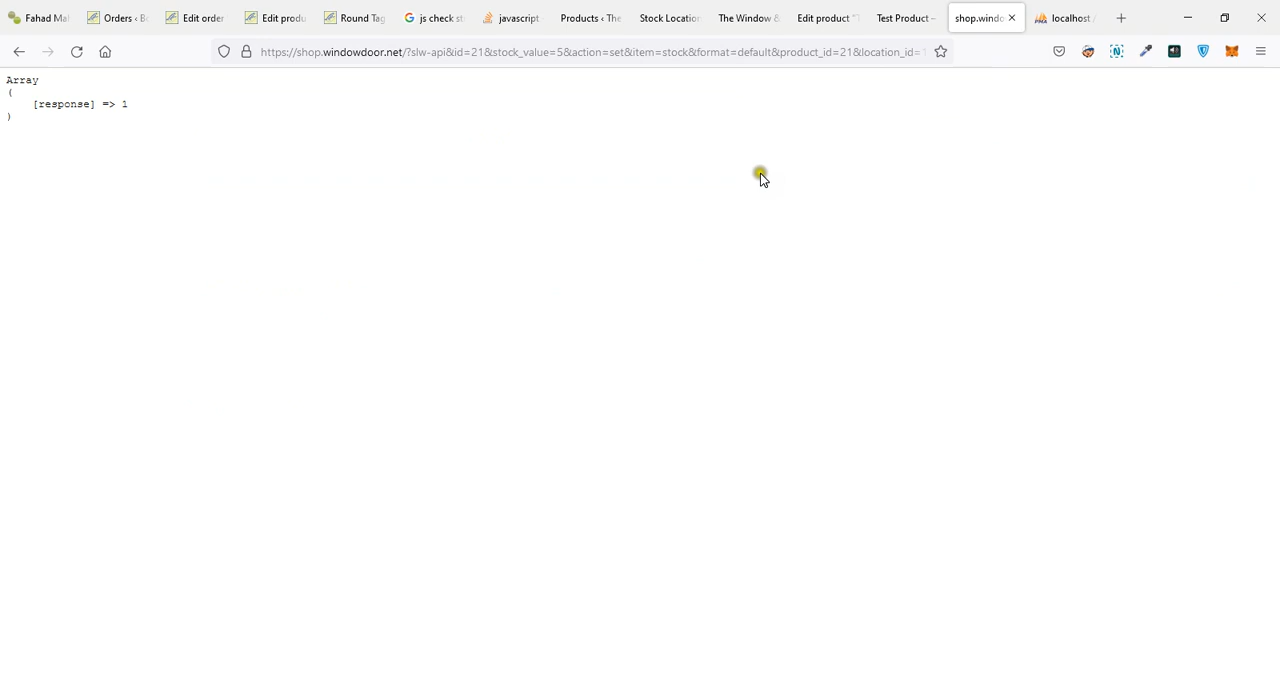 Fahad Mal Orders ‹ Bo Edit order Edit produ Round Tag js check st javascript Products ‹ The Stock Location The Window & Edit product "T Test Product – shop.windo localhost /
https://shop.windowdoor.net/?slw-api&id=21&stock_value=5&action=set&item=stock&format=default&product_id=21&location_id=1
Array
(
[response] => 1
)